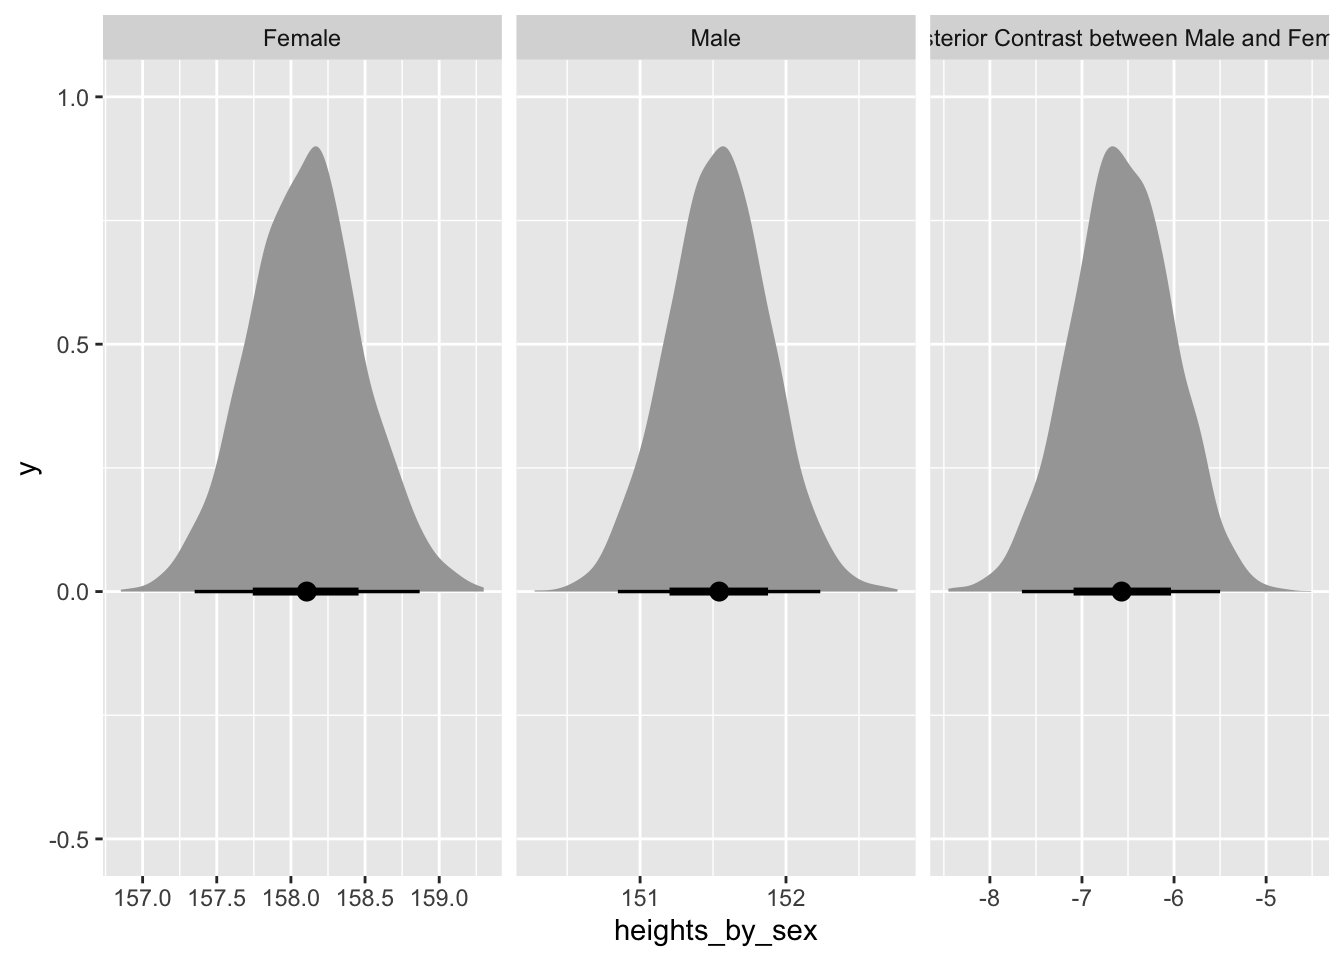 Female
Male
sterior Contrast between Male and Fem
1.0
0.5
0.0
-0.5
y
157.0 157.5 158.0 158.5 159.0
151 152
-8 -7 -6 -5
heights_by_sex